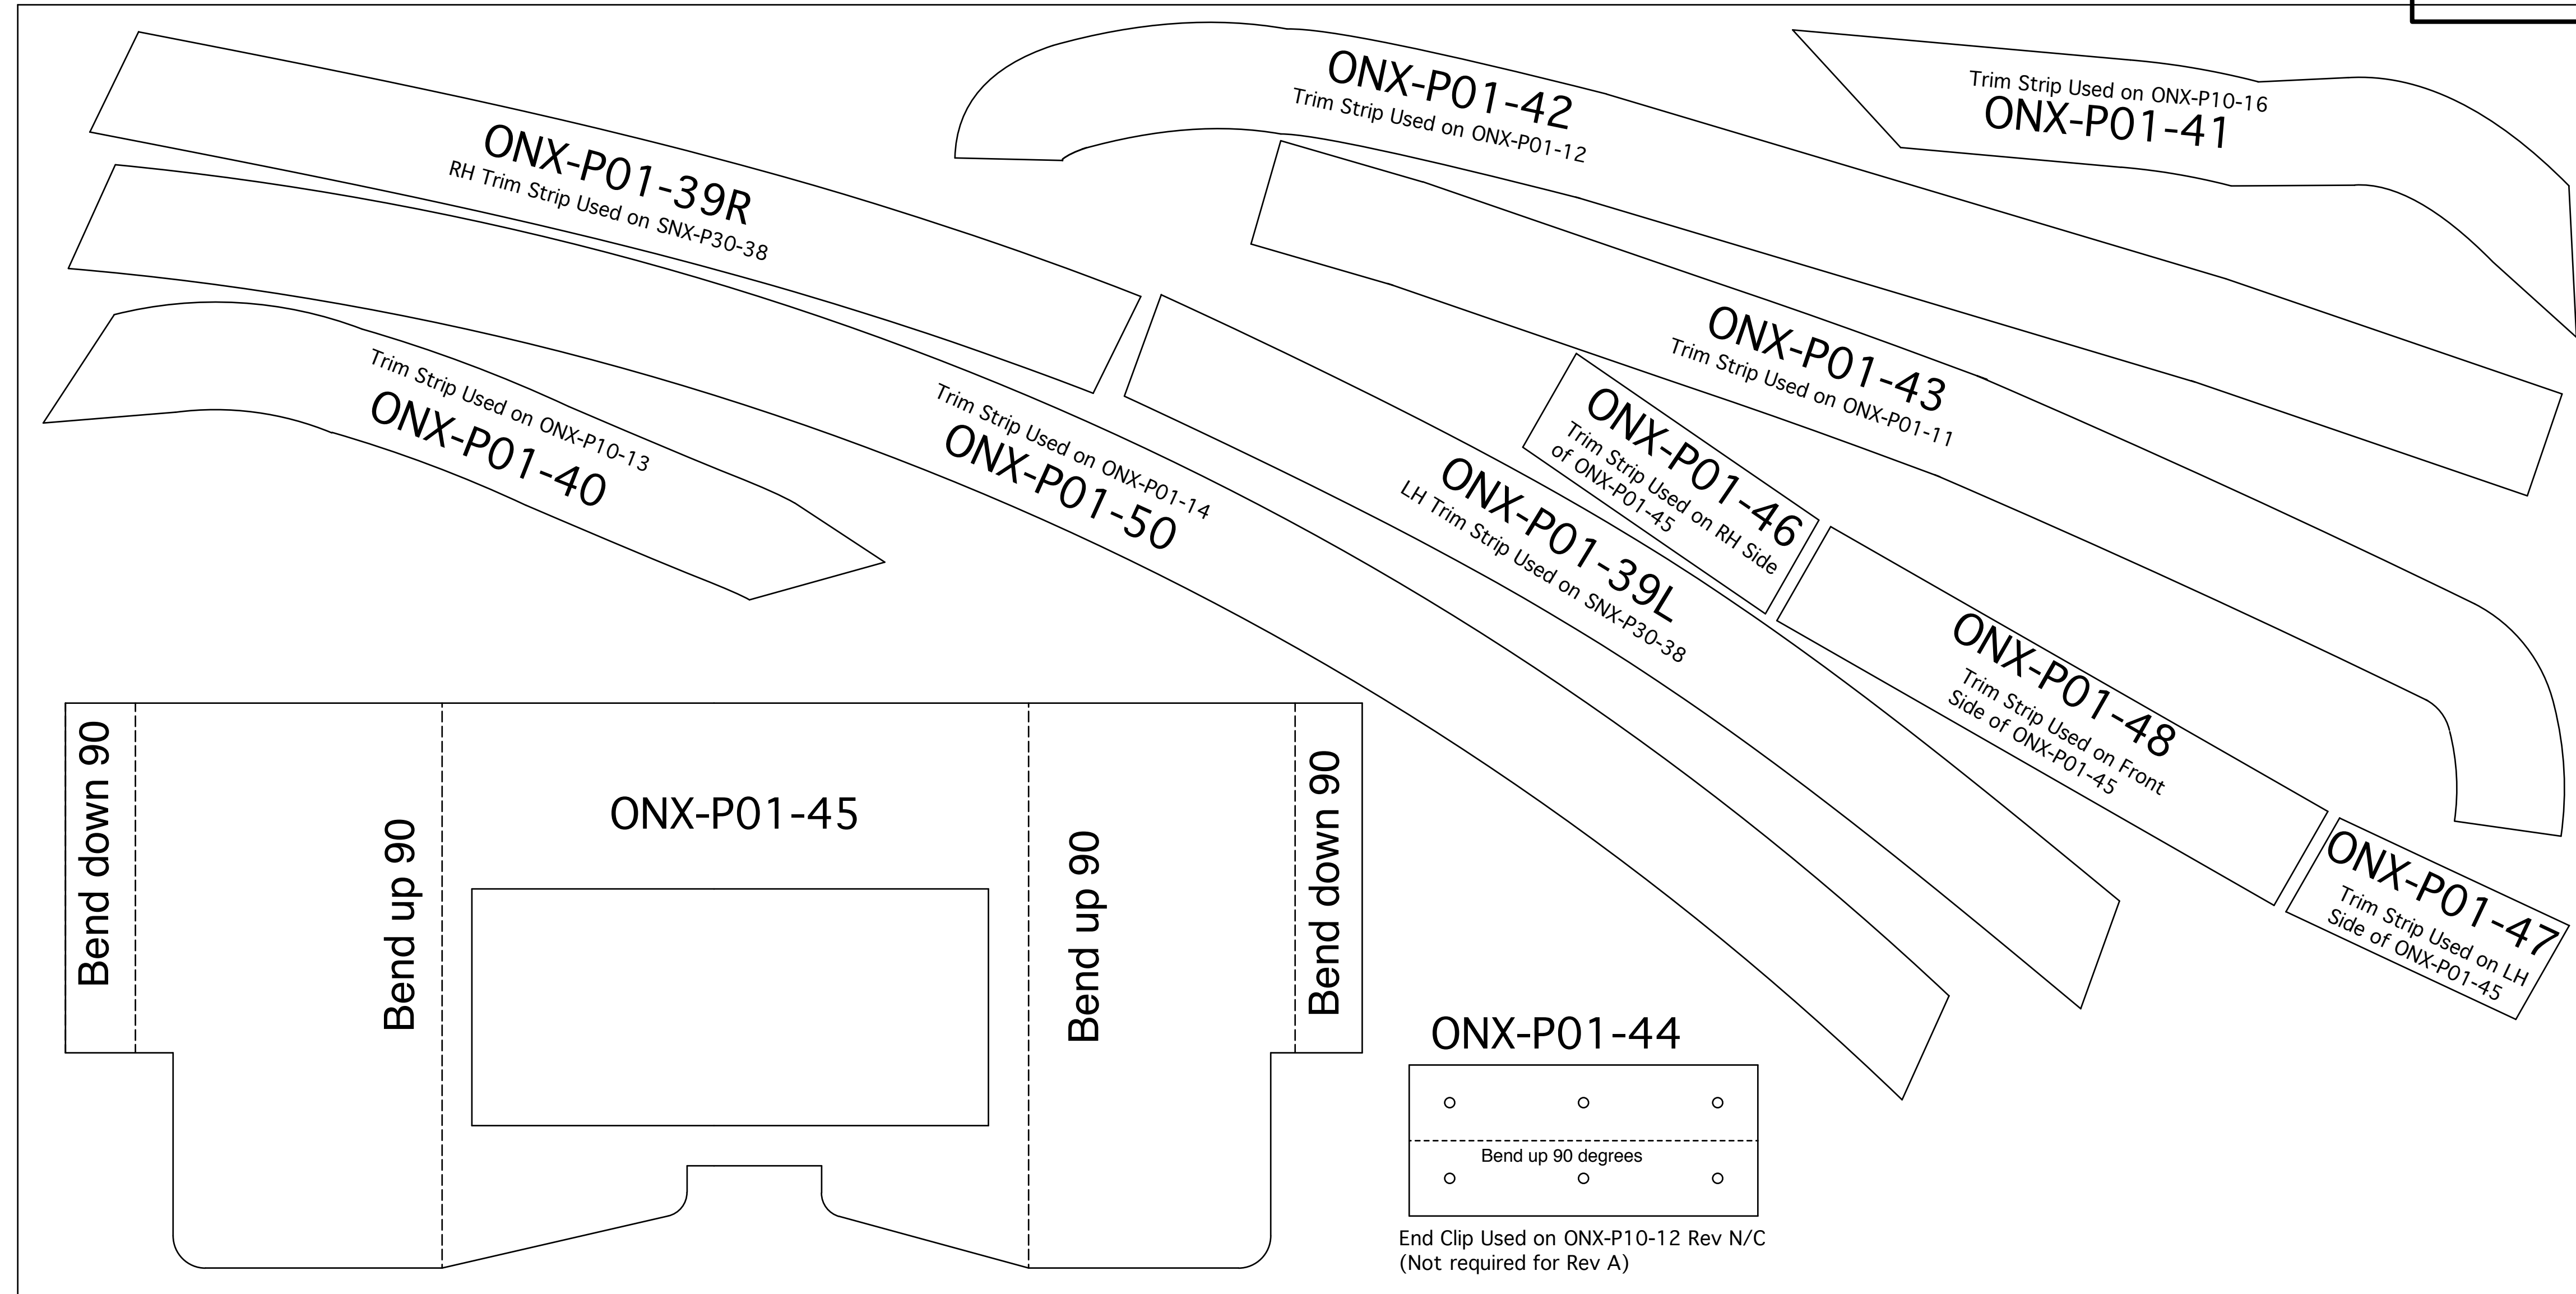 ONX-P01-42
Trim Strip Used on ONX-P01-12
Trim Strip Used on ONX-P10-16
ONX-P01-41
ONX-P01-39R
RH Trim Strip Used on SNX-P30-38
ONX-P01-43
Trim Strip Used on ONX-P01-11
Trim Strip Used on ONX-P10-13
ONX-P01-40
Trim Strip Used on ONX-P01-14
ONX-P01-50
ONX-P01-46
Trim Strip Used on RH Side
of ONX-P01-45
ONX-P01-39L
LH Trim Strip Used on SNX-P30-38
ONX-P01-48
Trim Strip Used on Front
Side of ONX-P01-45
ONX-P01-47
Trim Strip Used on LH
Side of ONX-P01-45
Bend down 90
Bend up 90
ONX-P01-45
Bend up 90
Bend down 90
ONX-P01-44
Bend up 90 degrees
End Clip Used on ONX-P10-12 Rev N/C
(Not required for Rev A)